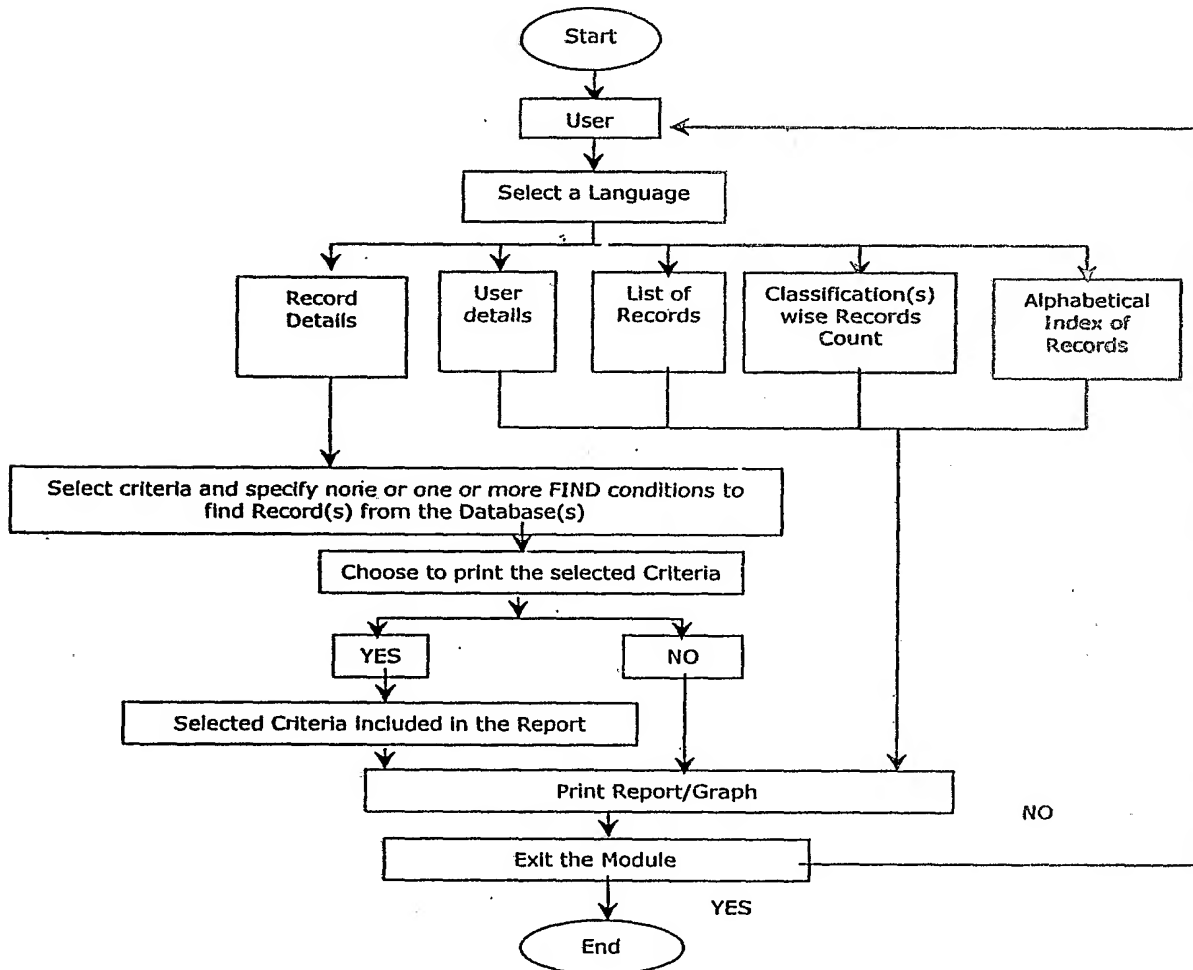 Start
User
Select a Language
Record
Details
User
details
List of
Records
Classification(s)
wise Records
Count
Alphabetical
Index of
Records
Select criteria and specify none or one or more FIND conditions to
find Record(s) from the Database(s)
Choose to print the selected Criteria
YES
NO
Selected Criteria included in the Report
Print Report/Graph
NO
Exit the Module
YES
End